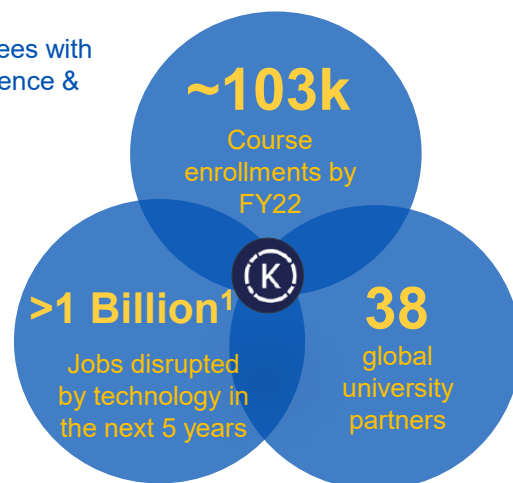 ees with
ence &
~103k
Course
enrollments by
FY22
K
>1 Billion¹
Jobs disrupted
by technology in
the next 5 years
38
global
university
partners